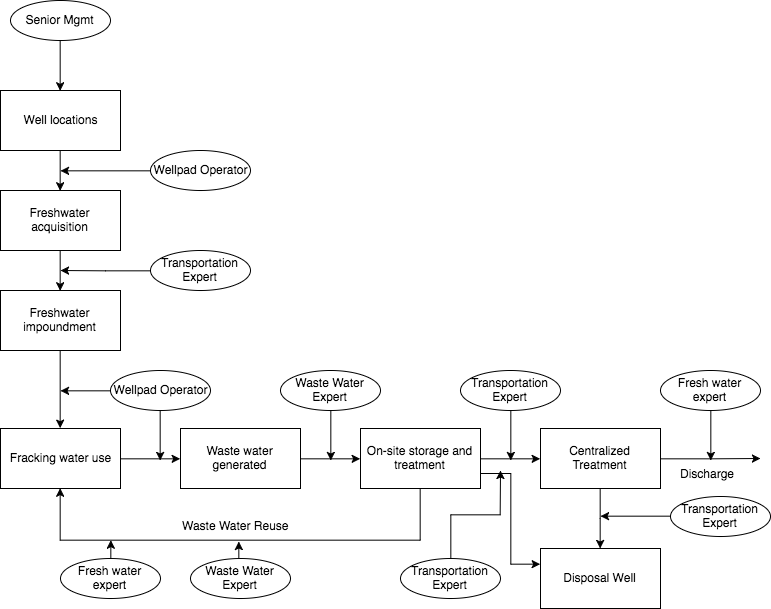 Senior Mgmt
Well locations
Wellpad Operator
Freshwater
acquisition
Transportation
Expert
Freshwater
impoundment
Wellpad Operator
Waste Water
Expert
Transportation
Expert
Fresh water
expert
Fracking water use
Waste water
generated
On-site storage and
treatment
Centralized
Treatment
Discharge
Transportation
Expert
Waste Water Reuse
Fresh water
expert
Waste Water
Expert
Transportation
Expert
Disposal Well